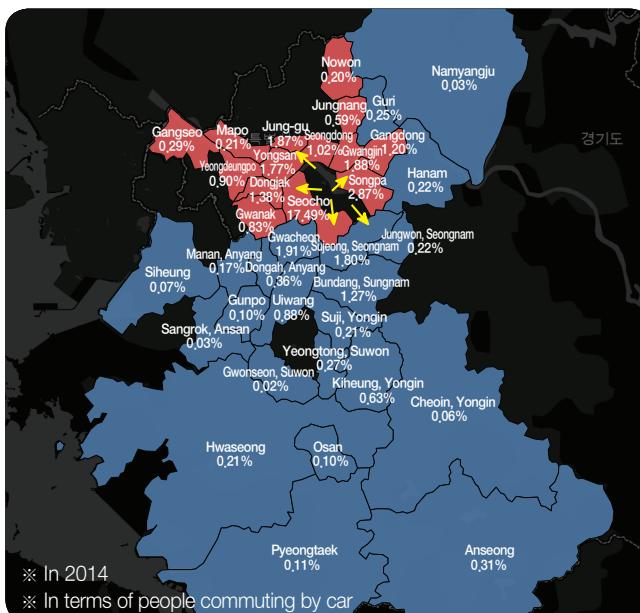 Nowon
0.20%
Namyangju
0.03%
Guri
0.25%
Jungnang
0.59%
Gangseo
0.29%
Mapo
0.21%
Jung-gu
1.87%
Seongdong
1.02%
Gwangjin
1.88%
Gangdong
1.20%
경기도
Yeongdeungpo
0.90%
Yongsan
1.77%
Dongjak
1.38%
Songpa
2.87%
Hanam
0.22%
Seocho
17.49%
Gwanak
0.83%
Gwacheon
1.91%
Sujeong, Seongnam
1.80%
Jungwon, Seongnam
0.22%
Manan, Anyang
0.17%
Dongah, Anyang
0.36%
Siheung
0.07%
Bundang, Sungnam
1.27%
Gunpo
0.10%
Uiwang
0.88%
Suji, Yongin
0.21%
Sangrok, Ansan
0.03%
Yeongtong, Suwon
0.27%
Gwonseon, Suwon
0.02%
Kiheung, Yongin
0.63%
Cheoin, Yongin
0.06%
Hwaseong
0.21%
Osan
0.10%
Pyeongtaek
0.11%
Anseong
0.31%
※ In 2014
※ In terms of people commuting by car